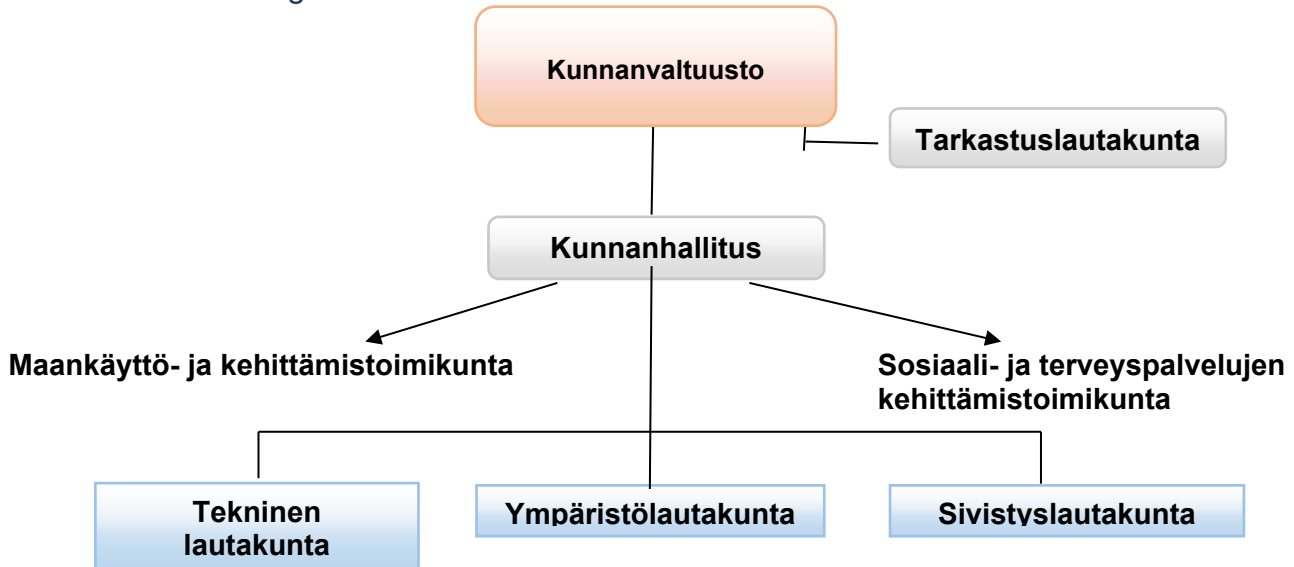 Kunnanvaltuusto
Tarkastuslautakunta
Kunnanhallitus
Maankäyttö- ja kehittämistoimikunta
Sosiaali- ja terveyspalvelujen
kehittämistoimikunta
Tekninen
lautakunta
Ympäristölautakunta
Sivistyslautakunta